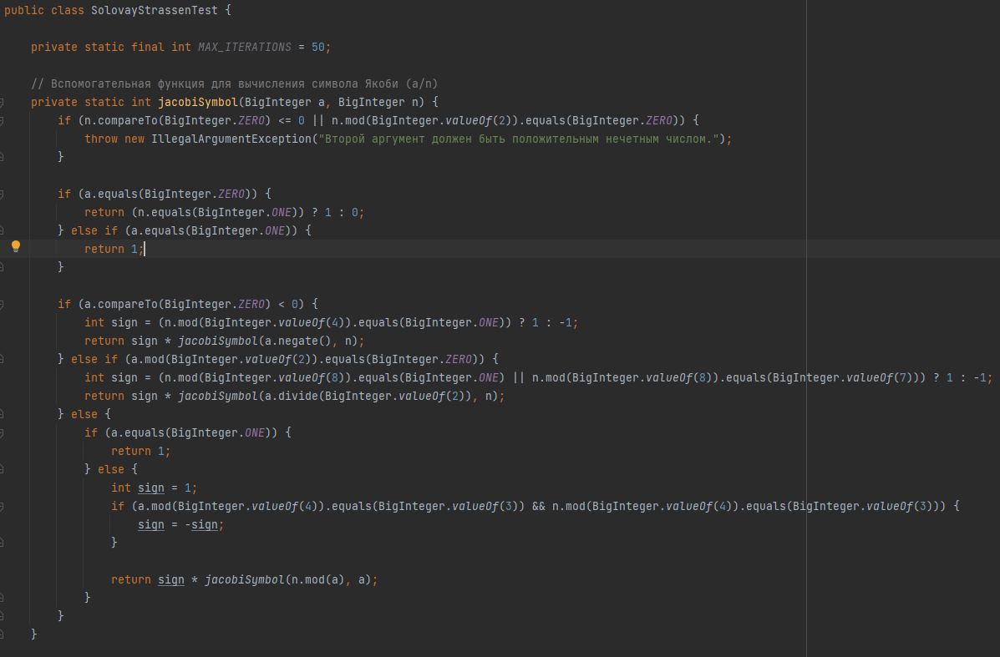 public class SolovayStrassenTest {
private static final int MAX_ITERATIONS = 50;
// Вспомогательная функция для вычисления символа Якоби (a/n)
private static int jacobiSymbol(BigInteger a, BigInteger n) {
if (n.compareTo(BigInteger.ZERO) <= 0 || n.mod(BigInteger.valueOf(2)).equals(BigInteger.ZERO)) {
throw new IllegalArgumentException("Второй аргумент должен быть положительным нечетным числом.");
}
if (a.equals(BigInteger.ZERO)) {
return (n.equals(BigInteger.ONE)) ? 1 : 0;
} else if (a.equals(BigInteger.ONE)) {
return 1;
}
if (a.compareTo(BigInteger.ZERO) < 0) {
int sign = (n.mod(BigInteger.valueOf(4)).equals(BigInteger.ONE)) ? 1 : -1;
return sign * jacobiSymbol(a.negate(), n);
} else if (a.mod(BigInteger.valueOf(2)).equals(BigInteger.ZERO)) {
int sign = (n.mod(BigInteger.valueOf(8)).equals(BigInteger.ONE) || n.mod(BigInteger.valueOf(8)).equals(BigInteger.valueOf(7))) ? 1 : -1;
return sign * jacobiSymbol(a.divide(BigInteger.valueOf(2)), n);
} else {
if (a.equals(BigInteger.ONE)) {
return 1;
} else {
int sign = 1;
if (a.mod(BigInteger.valueOf(4)).equals(BigInteger.valueOf(3)) && n.mod(BigInteger.valueOf(4)).equals(BigInteger.valueOf(3))) {
sign = -sign;
}
return sign * jacobiSymbol(n.mod(a), a);
}
}
}